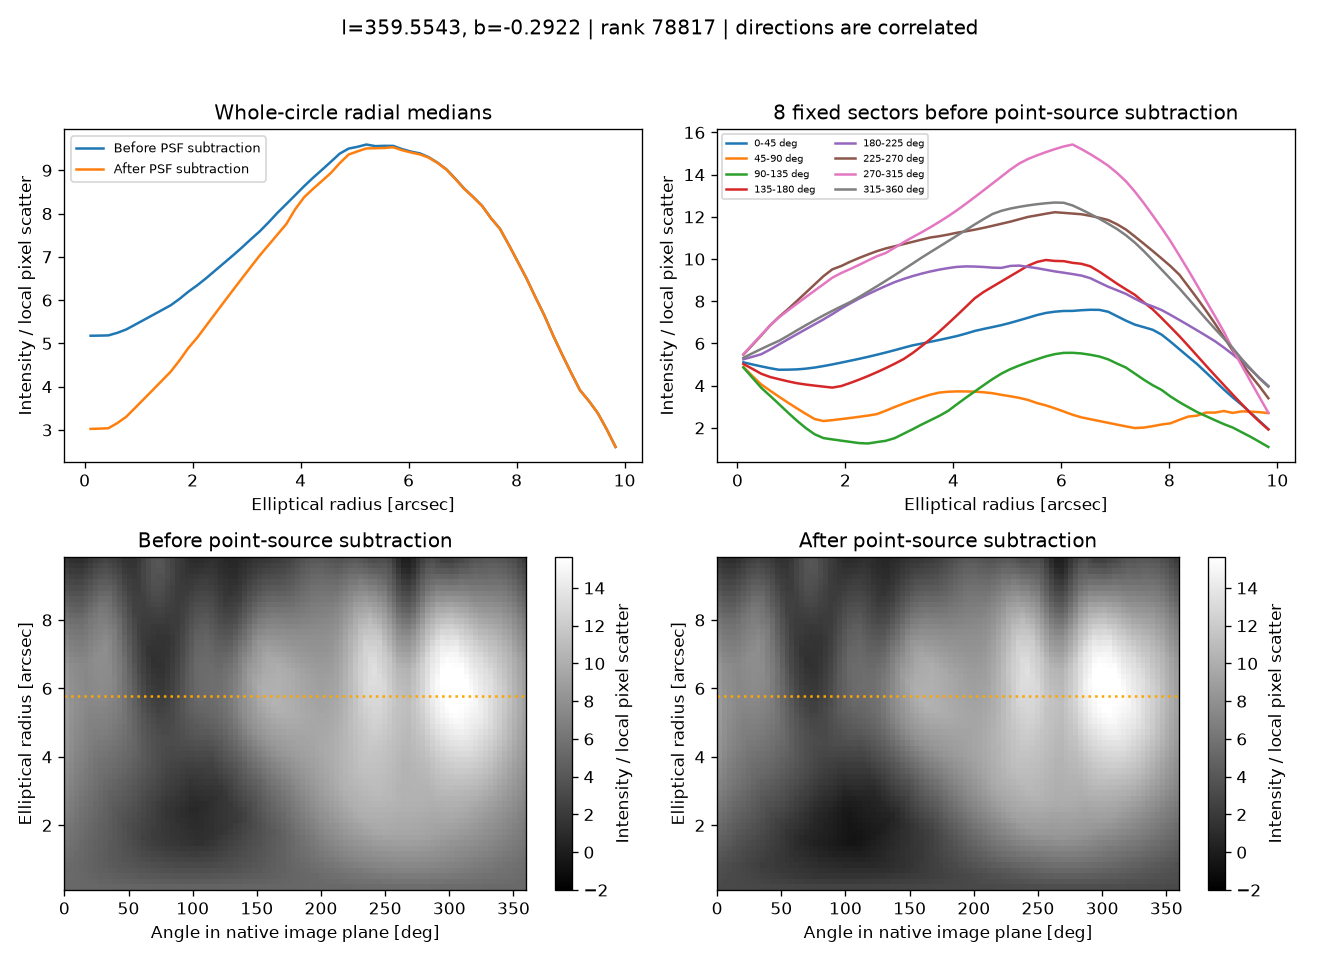 l=359.5543, b=-0.2922 | rank 78817 | directions are correlated
Whole-circle radial medians
Before PSF subtraction
After PSF subtraction
Intensity / local pixel scatter
9
8
7
6
5
4
3
0 2 4 6 8 10
Elliptical radius [arcsec]
8 fixed sectors before point-source subtraction
0-45 deg
45-90 deg
90-135 deg
135-180 deg
180-225 deg
225-270 deg
270-315 deg
315-360 deg
Intensity / local pixel scatter
16
14
12
10
8
6
4
2
0 2 4 6 8 10
Elliptical radius [arcsec]
Before point-source subtraction
Elliptical radius [arcsec]
8
6
4
2
0 50 100 150 200 250 300 350
Angle in native image plane [deg]
14
12
10
8
6
4
2
0
−2
Intensity / local pixel scatter
After point-source subtraction
Elliptical radius [arcsec]
8
6
4
2
0 50 100 150 200 250 300 350
Angle in native image plane [deg]
14
12
10
8
6
4
2
0
−2
Intensity / local pixel scatter